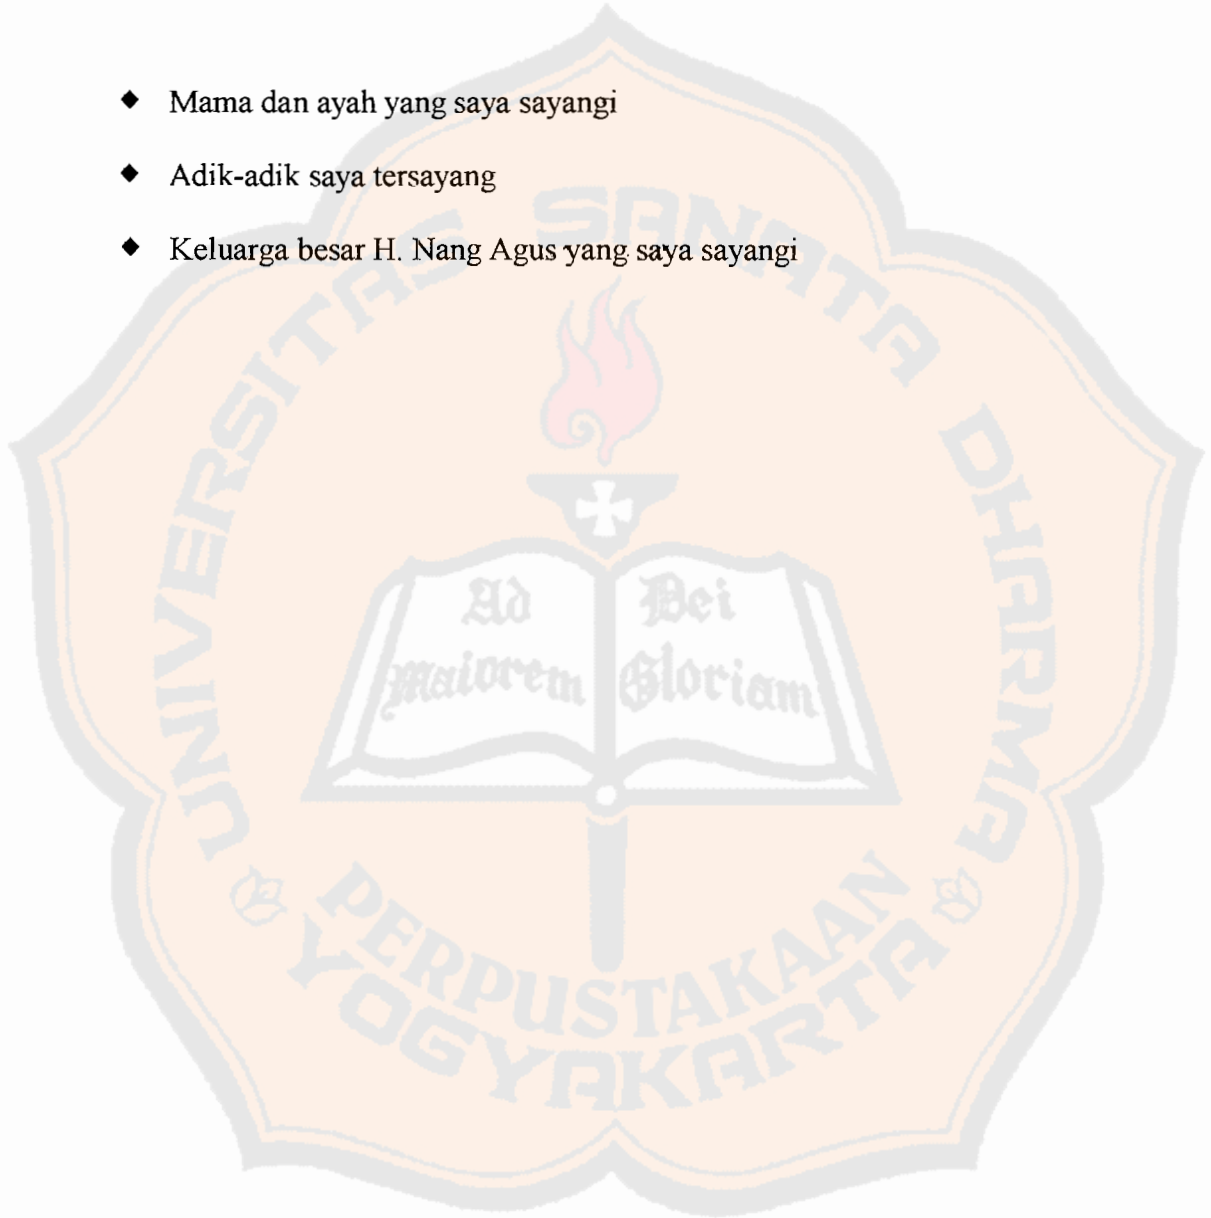 ◆ Mama dan ayah yang saya sayangi
◆ Adik-adik saya tersayang
◆ Keluarga besar H. Nang Agus yang saya sayangi
UNIVERSITAS SANATA DHARMA
Ad
maiorem
Dei
Gloriam
PERPUSTAKAAN
YOGYAKARTA